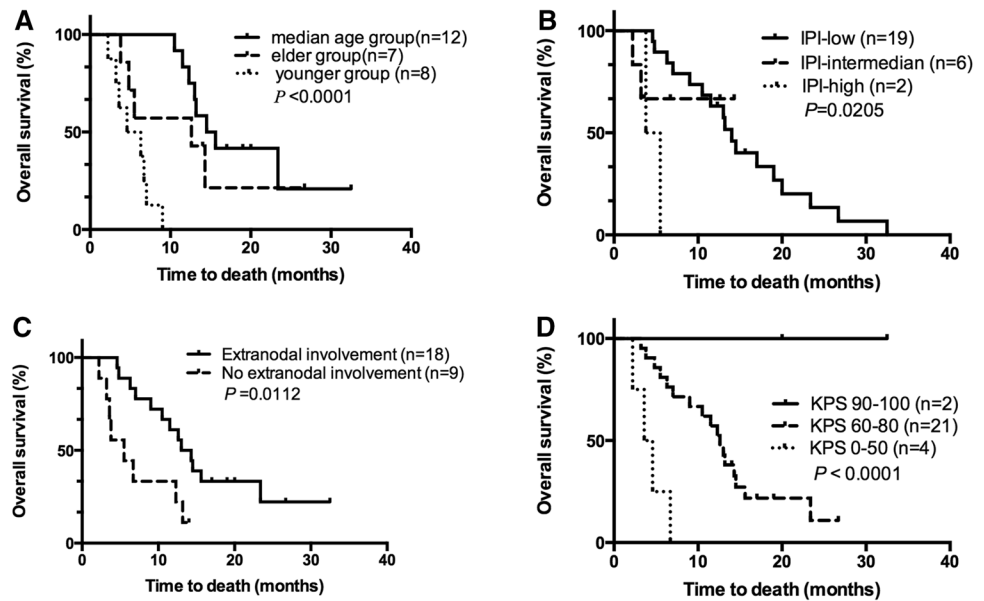 A
Overall survival (%)
100
50
0
0 10 20 30 40
Time to death (months)
median age group(n=12)
elder group(n=7)
younger group (n=8)
P <0.0001
B
Overall survival (%)
100
50
0
0 10 20 30 40
Time to death (months)
IPI-low (n=19)
IPI-intermedian (n=6)
IPI-high (n=2)
P=0.0205
C
Overall survival (%)
100
50
0
0 10 20 30 40
Time to death (months)
Extranodal involvement (n=18)
No extranodal involvement (n=9)
P =0.0112
D
Overall survival (%)
100
50
0
0 10 20 30 40
Time to death (months)
KPS 90-100 (n=2)
KPS 60-80 (n=21)
KPS 0-50 (n=4)
P < 0.0001